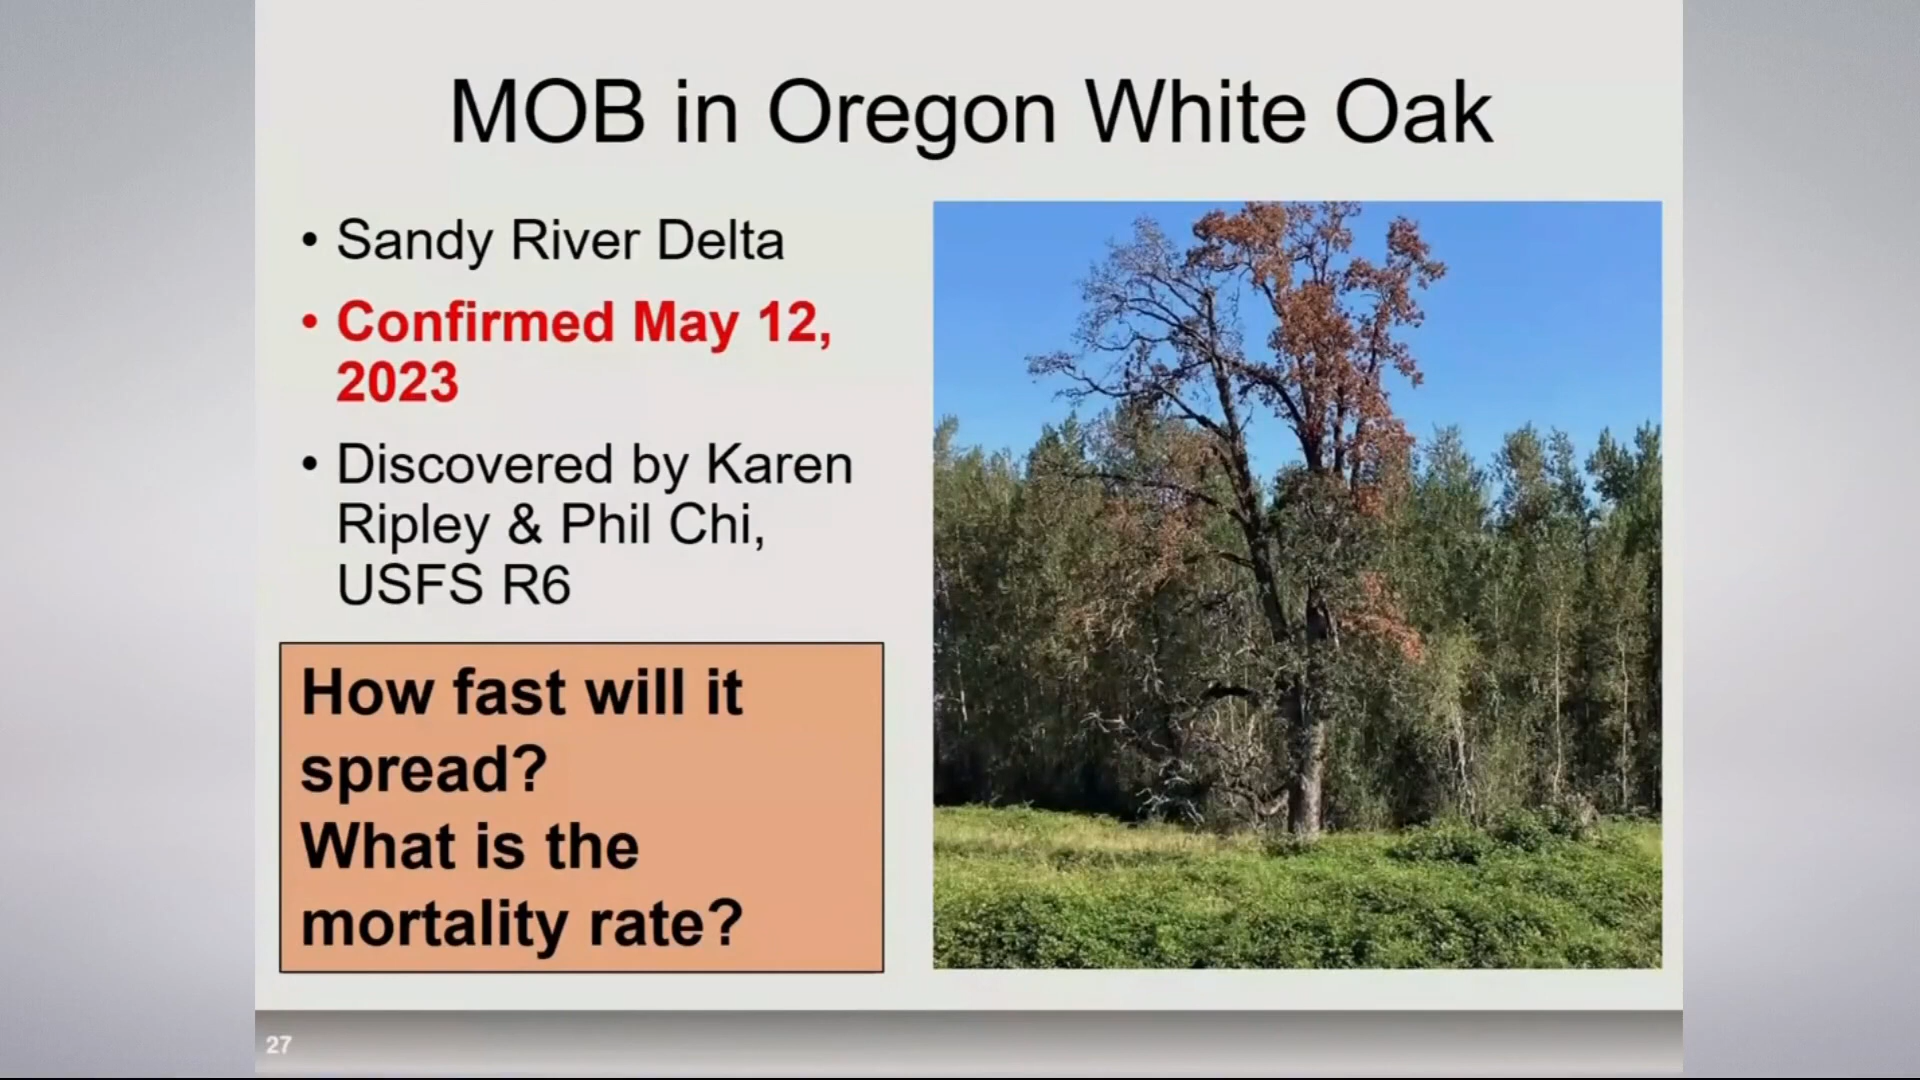 MOB in Oregon White Oak
• Sandy River Delta
• Confirmed May 12,
2023
• Discovered by Karen
Ripley & Phil Chi,
USFS R6
How fast will it
spread?
What is the
mortality rate?
27